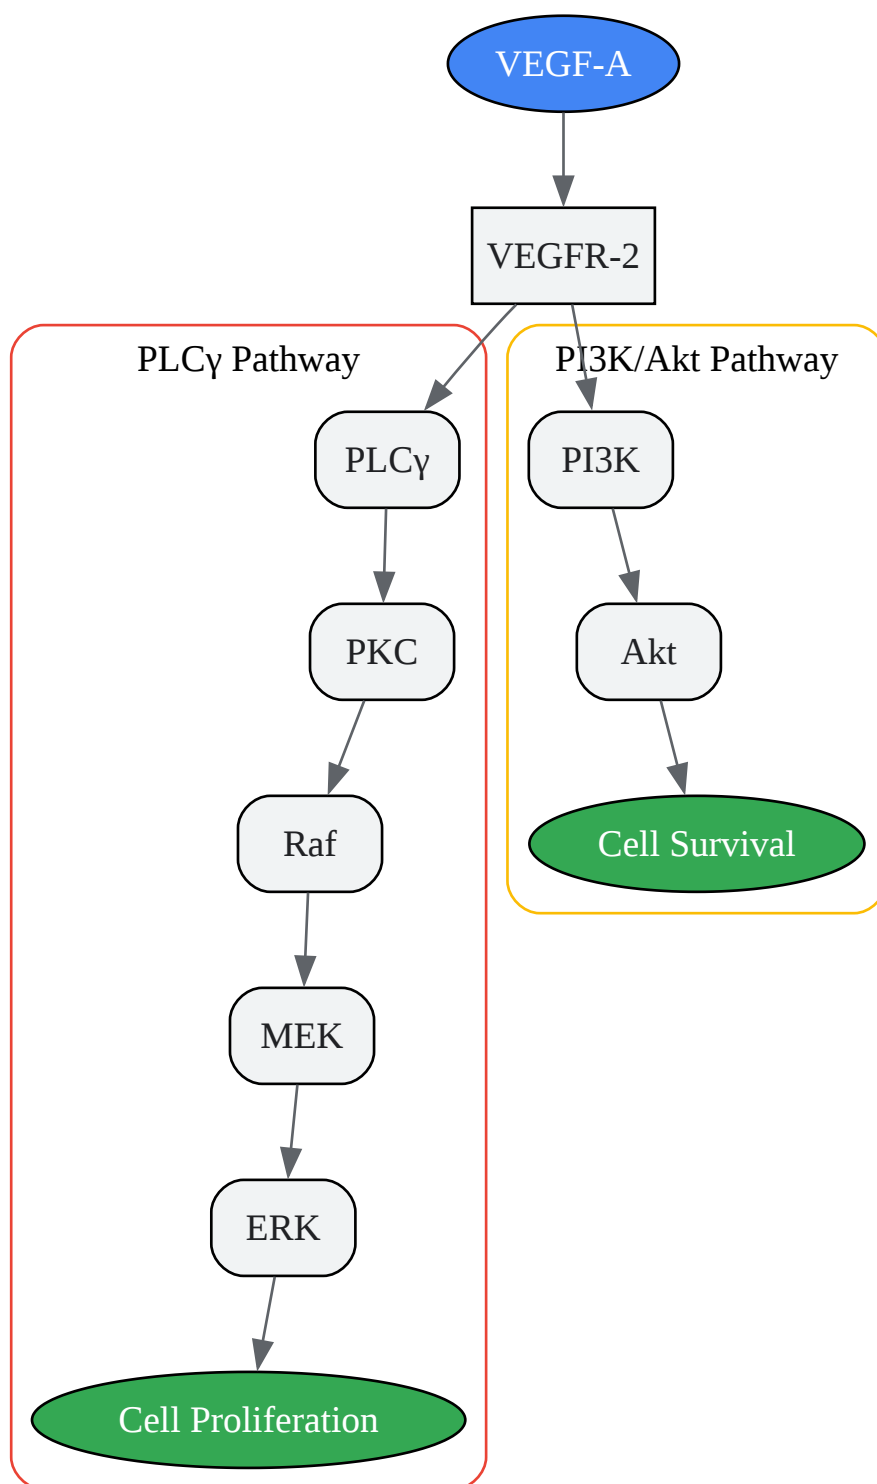 VEGF-A
VEGFR-2
PLCγ Pathway
PI3K/Akt Pathway
PLCγ
PI3K
PKC
Akt
Raf
Cell Survival
MEK
ERK
Cell Proliferation